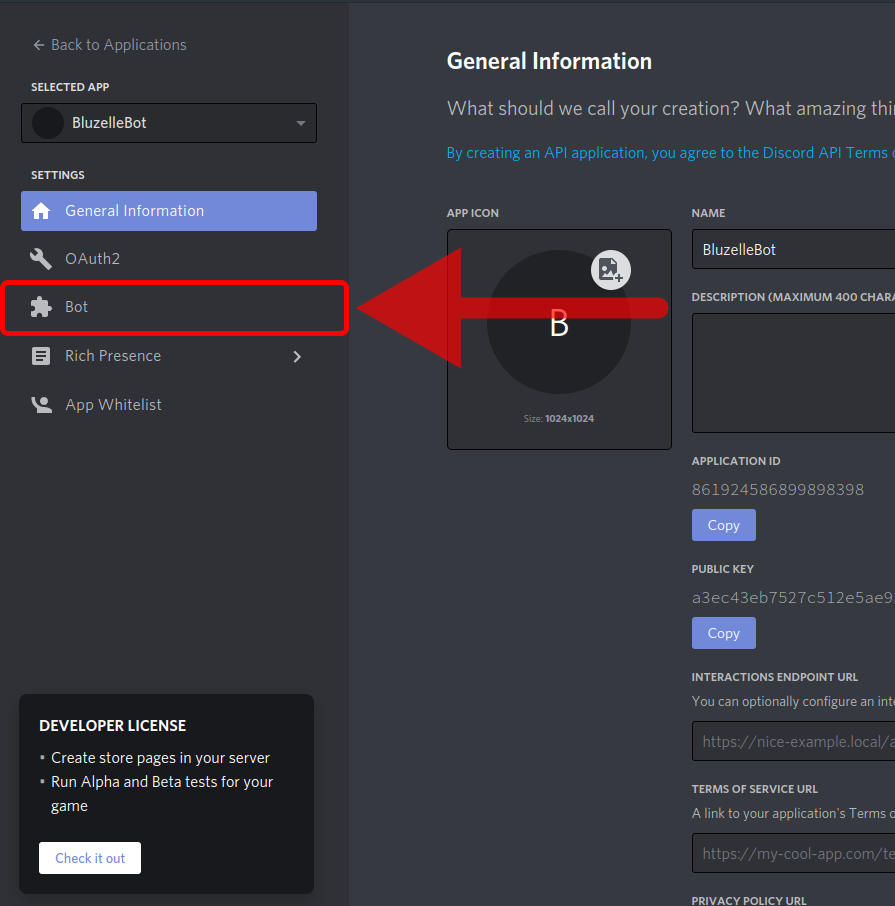 Back to Applications
SELECTED APP
BluzelleBot
SETTINGS
General Information
OAuth2
Bot
Rich Presence
App Whitelist
DEVELOPER LICENSE
• Create store pages in your server
• Run Alpha and Beta tests for your
game
Check it out
General Information
What should we call your creation? What amazing thi
By creating an API application, you agree to the Discord API Terms
APP ICON
B
Size: 1024x1024
NAME
BluzelleBot
DESCRIPTION (MAXIMUM 400 CHARA
APPLICATION ID
861924586899898398
Copy
PUBLIC KEY
a3ec43eb7527c512e5ae9
Copy
INTERACTIONS ENDPOINT URL
You can optionally configure an inte
https://nice-example.local/a
TERMS OF SERVICE URL
A link to your application's Terms o
https://my-cool-app.com/te
PRIVACY POLICY URL